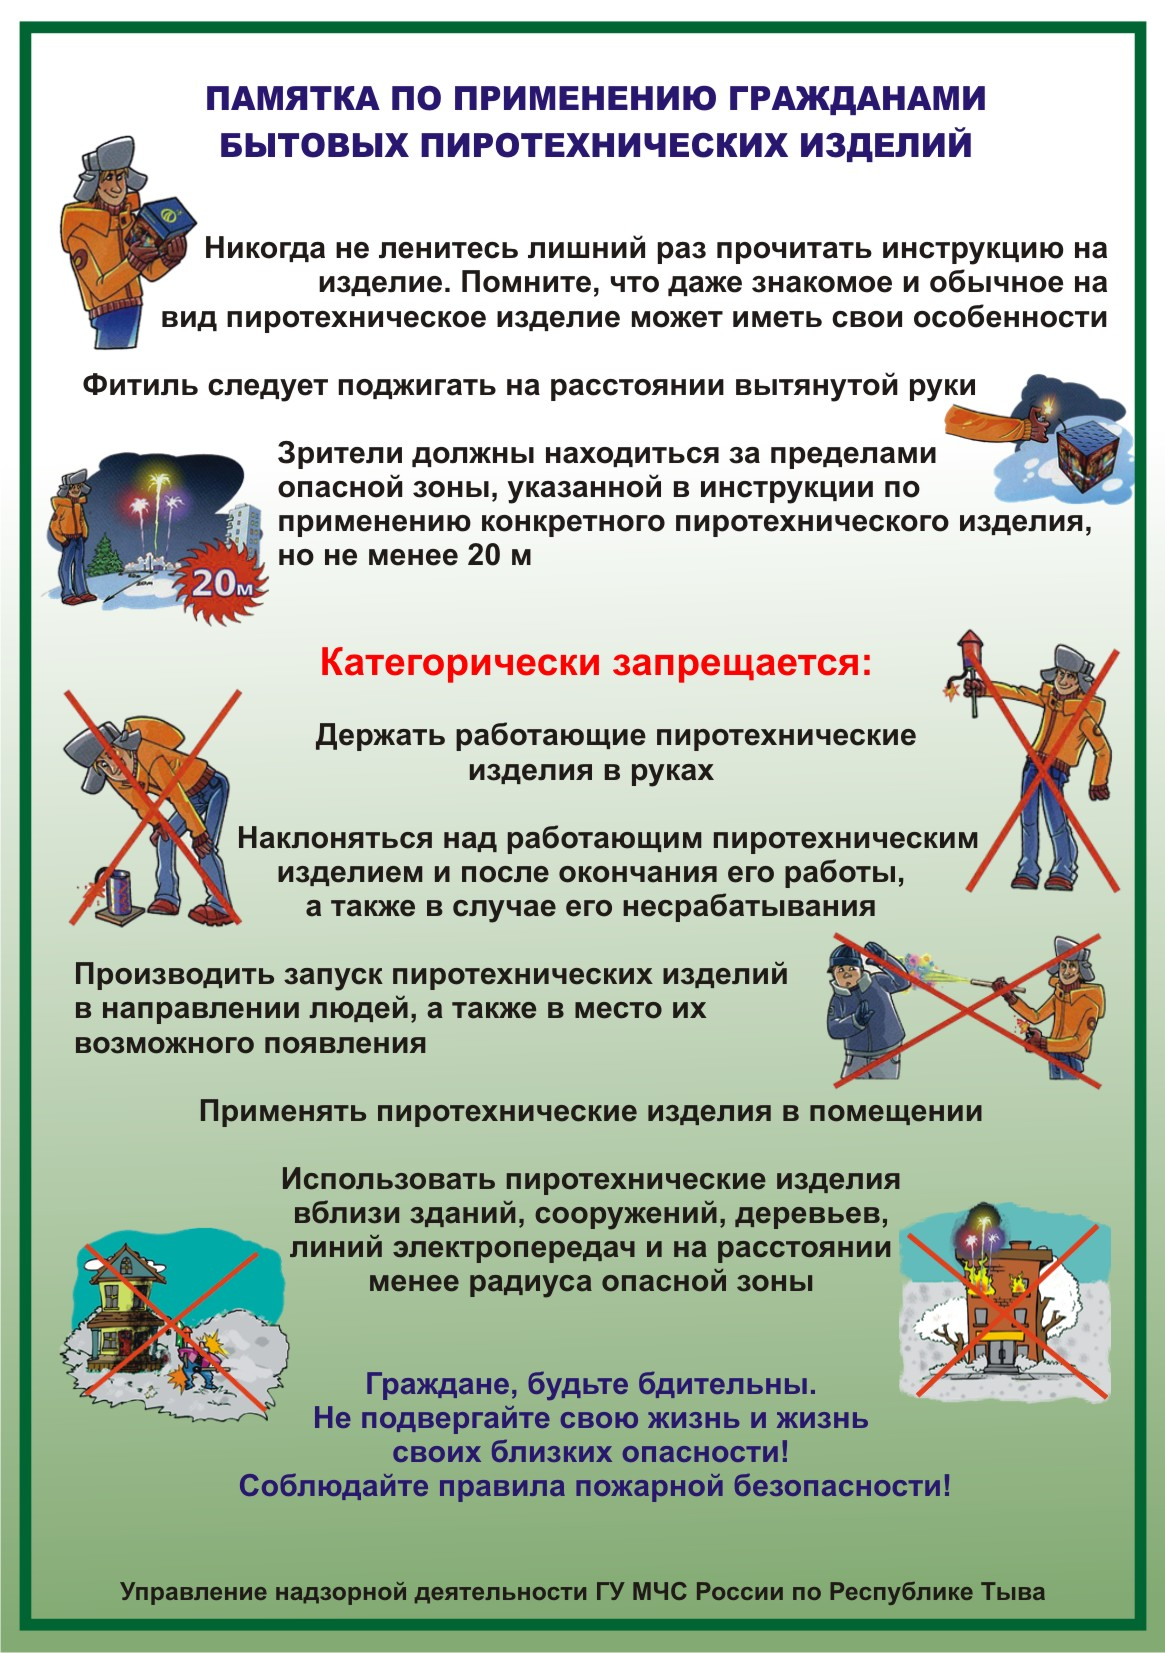 ПАМЯТКА ПО ПРИМЕНЕНИЮ ГРАЖДАНАМИ
БЫТОВЫХ ПИРОТЕХНИЧЕСКИХ ИЗДЕЛИЙ
Никогда не ленитесь лишний раз прочитать инструкцию на
изделие. Помните, что даже знакомое и обычное на
вид пиротехническое изделие может иметь свои особенности
Фитиль следует поджигать на расстоянии вытянутой руки
Зрители должны находиться за пределами
опасной зоны, указанной в инструкции по
применению конкретного пиротехнического изделия,
но не менее 20 м
20м
Категорически запрещается:
Держать работающие пиротехнические
изделия в руках
Наклоняться над работающим пиротехническим
изделием и после окончания его работы,
а также в случае его несрабатывания
Производить запуск пиротехнических изделий
в направлении людей, а также в место их
возможного появления
Применять пиротехнические изделия в помещении
Использовать пиротехнические изделия
вблизи зданий, сооружений, деревьев,
линий электропередач и на расстоянии
менее радиуса опасной зоны
Граждане, будьте бдительны.
Не подвергайте свою жизнь и жизнь
своих близких опасности!
Соблюдайте правила пожарной безопасности!
Управление надзорной деятельности ГУ МЧС России по Республике Тыва